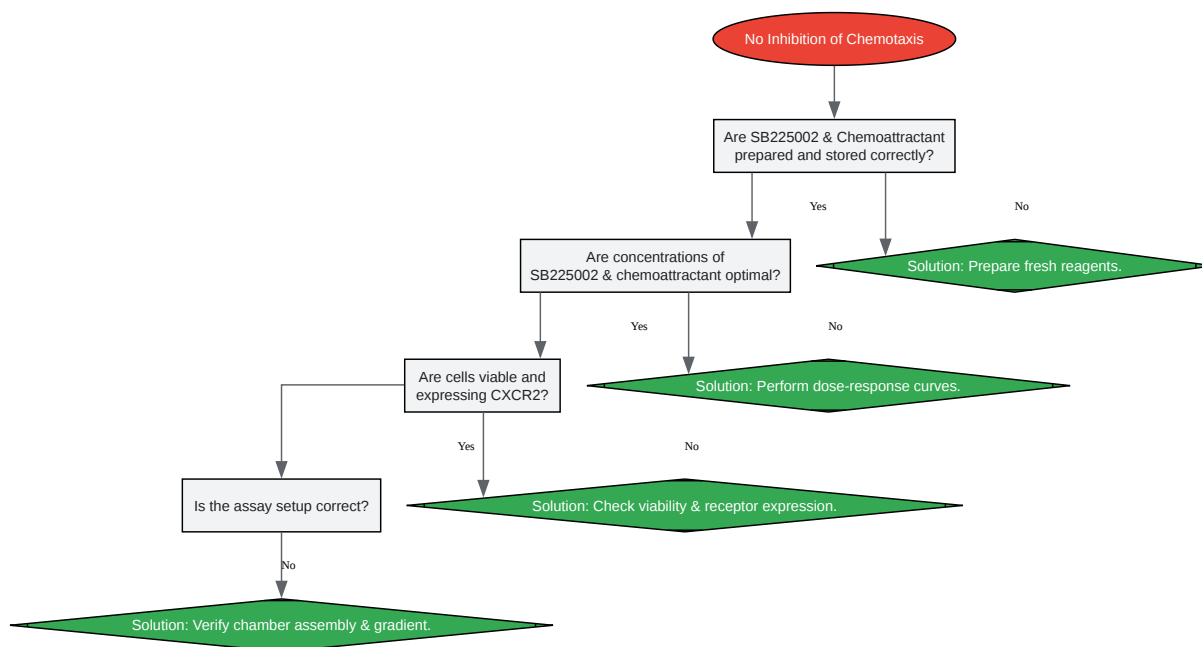 No Inhibition of Chemotaxis
Are SB225002 & Chemoattractant
prepared and stored correctly?
Yes
No
Are concentrations of
SB225002 & chemoattractant optimal?
Solution: Prepare fresh reagents.
Yes
No
Are cells viable and
expressing CXCR2?
Solution: Perform dose-response curves.
Yes
No
Is the assay setup correct?
Solution: Check viability & receptor expression.
No
Solution: Verify chamber assembly & gradient.